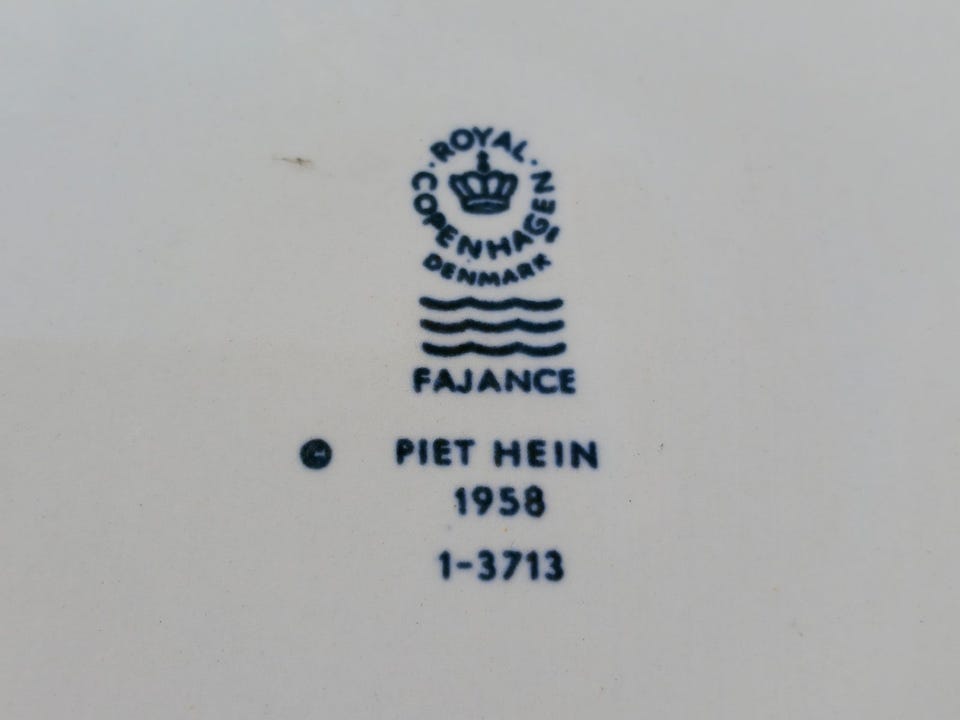 ROYAL
COPENHAGEN
DENMARK
FAJANCE
© PIET HEIN
1958
1-3713